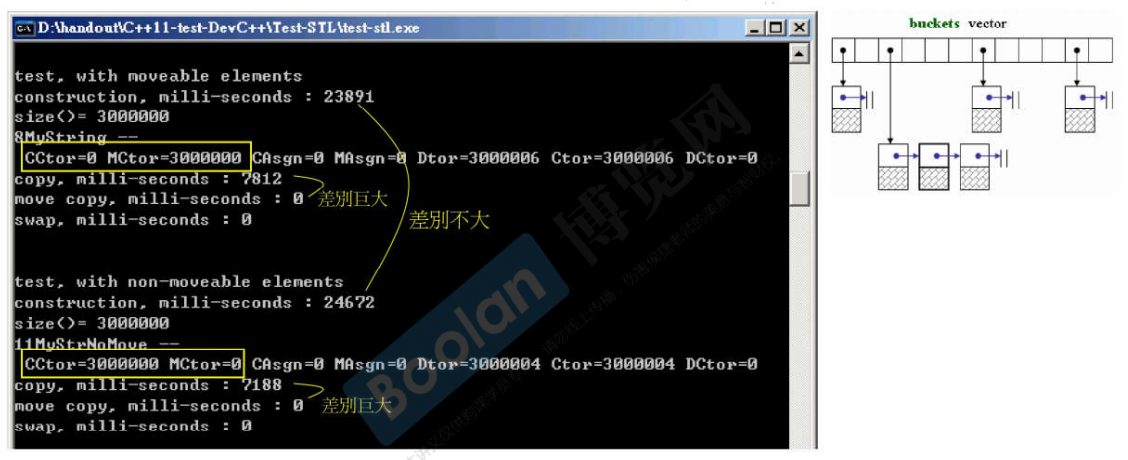 D:\handout\C++11-test-DevC++\Test-STL\test-stl.exe
test, with moveable elements
construction, milli-seconds : 23891
size()= 3000000
8MyString --
CCtor=0 MCtor=3000000 CAsgn=0 MAsgn=0 Dtor=3000006 Ctor=3000006 DCtor=0
copy, milli-seconds : 7812
move copy, milli-seconds : 0 差別巨大
swap, milli-seconds : 0 差別不大
test, with non-moveable elements
construction, milli-seconds : 24672
size()= 3000000
11MyStrNoMove --
CCtor=3000000 MCtor=0 CAsgn=0 MAsgn=0 Dtor=3000004 Ctor=3000004 DCtor=0
copy, milli-seconds : 7188
move copy, milli-seconds : 0 差別巨大
swap, milli-seconds : 0
buckets vector
Boolan 博览网